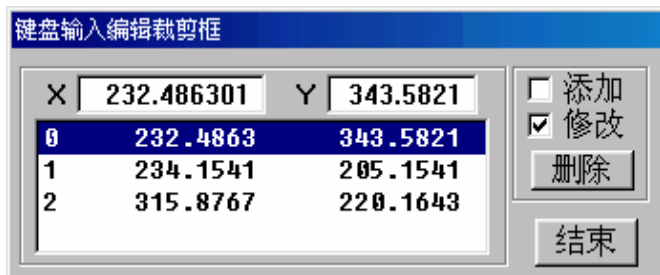 键盘输入编辑裁剪框
X 232.486301 Y 343.5821
添加
修改
0 232.4863 343.5821
1 234.1541 205.1541
2 315.8767 220.1643
删除
结束